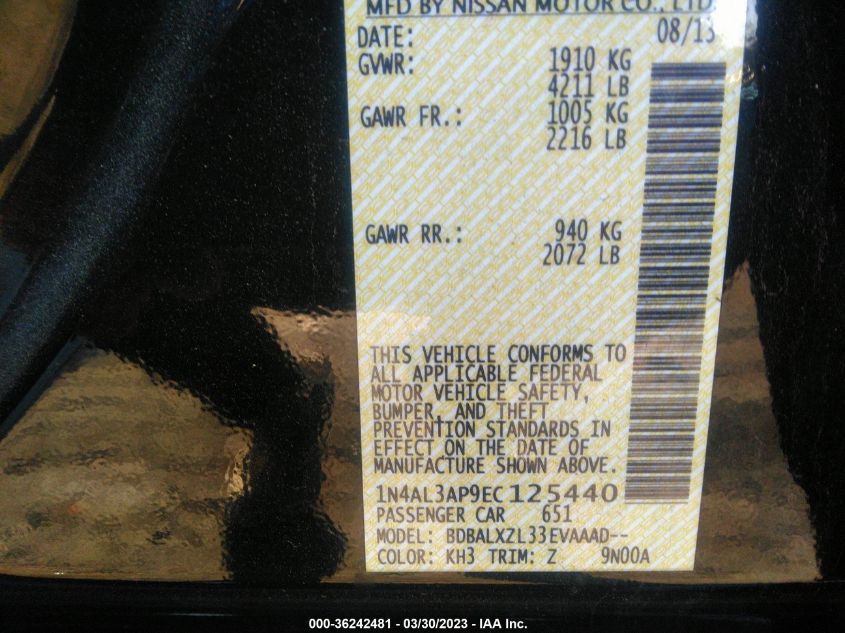 MFD BY NISSAN MOTOR CO., LTD
DATE: 08/13
GVWR: 1910 KG
4211 LB
GAWR FR.: 1005 KG
2216 LB
GAWR RR.: 940 KG
2072 LB
THIS VEHICLE CONFORMS TO
ALL APPLICABLE FEDERAL
MOTOR VEHICLE SAFETY,
BUMPER, AND THEFT
PREVENTION STANDARDS IN
EFFECT ON THE DATE OF
MANUFACTURE SHOWN ABOVE.
1N4AL3AP9EC 125440
PASSENGER CAR 651
MODEL: BDBALXZL33EVAAAD--
COLOR: KH3 TRIM: Z 9N00A
000-36242481 — 03/30/2023 — IAA Inc.